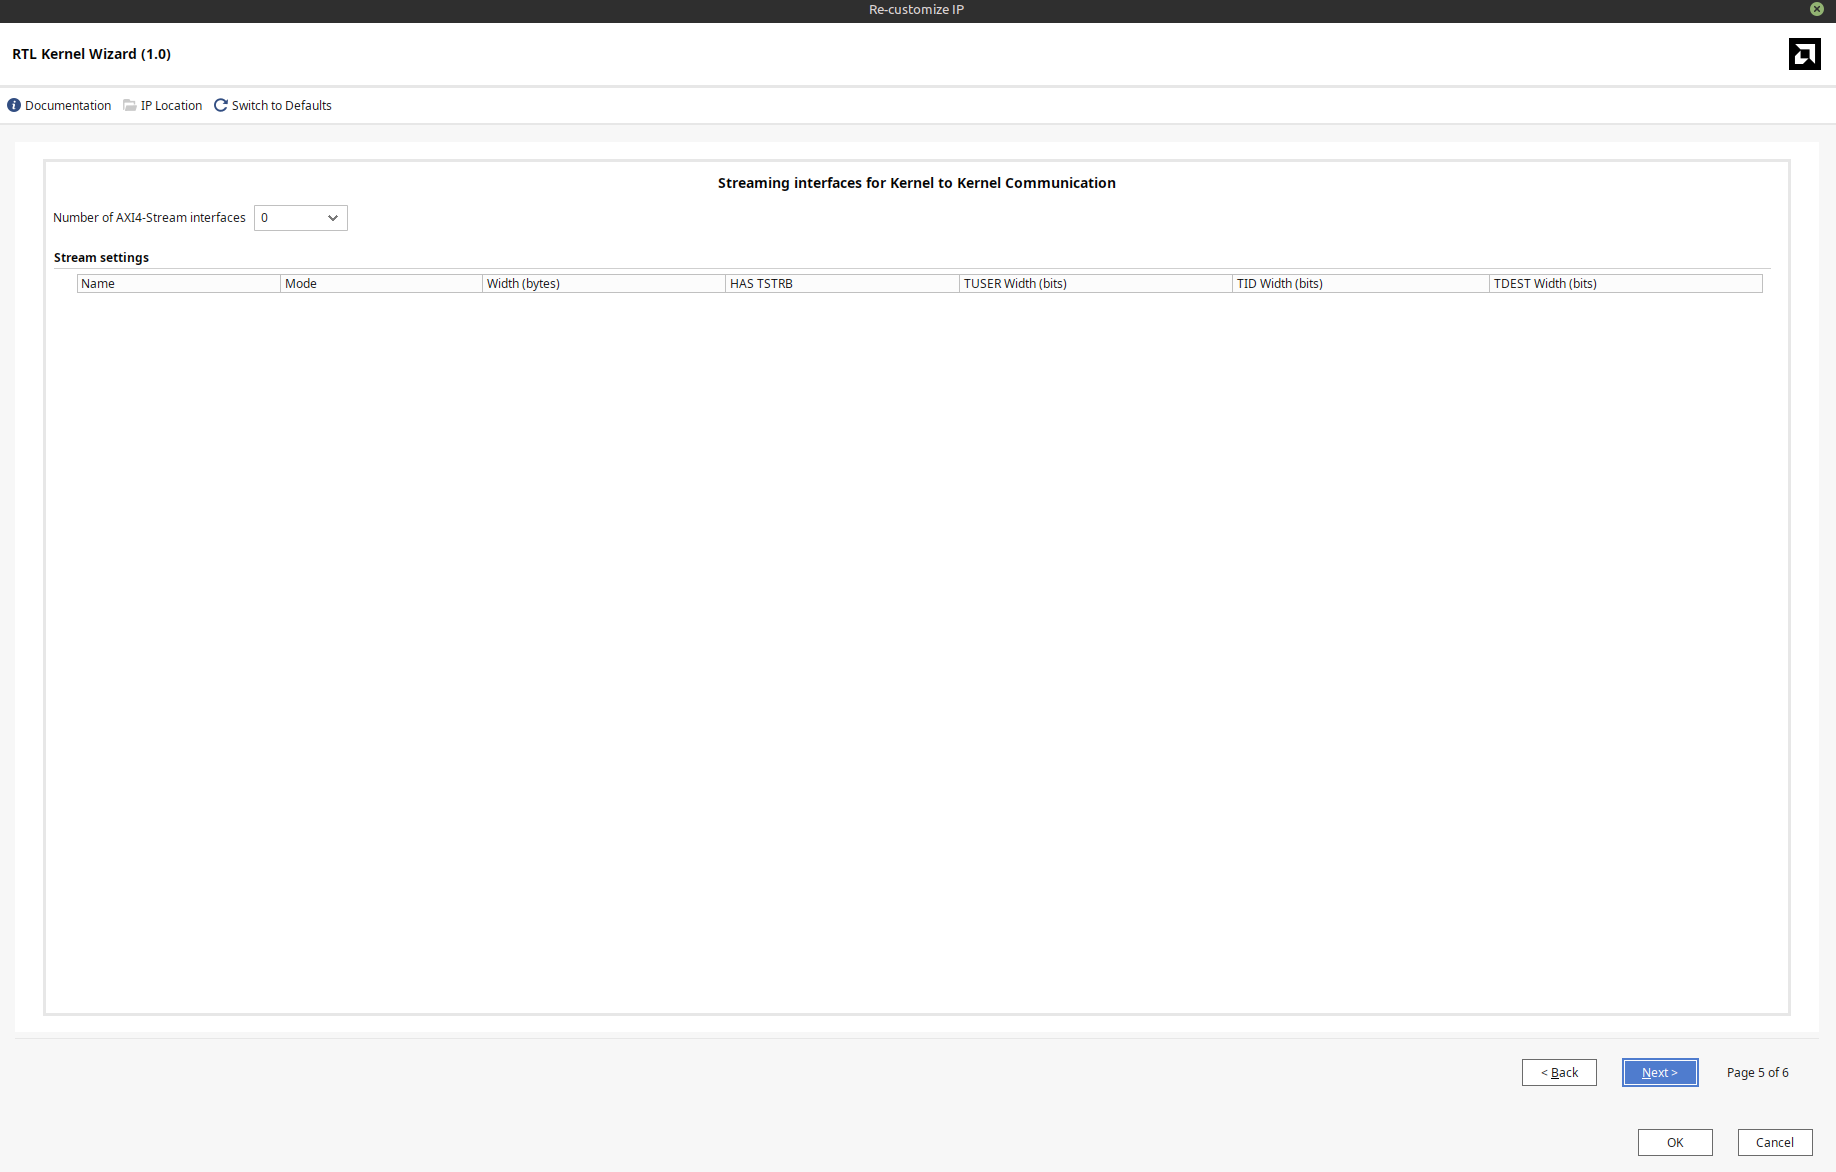 Re-customize IP
RTL Kernel Wizard (1.0)
Documentation IP Location Switch to Defaults
Streaming interfaces for Kernel to Kernel Communication
Number of AXI4-Stream interfaces 0
Stream settings
Name Mode Width (bytes) HAS TSTRB TUSER Width (bits) TID Width (bits) TDEST Width (bits)
< Back Next > Page 5 of 6
OK Cancel